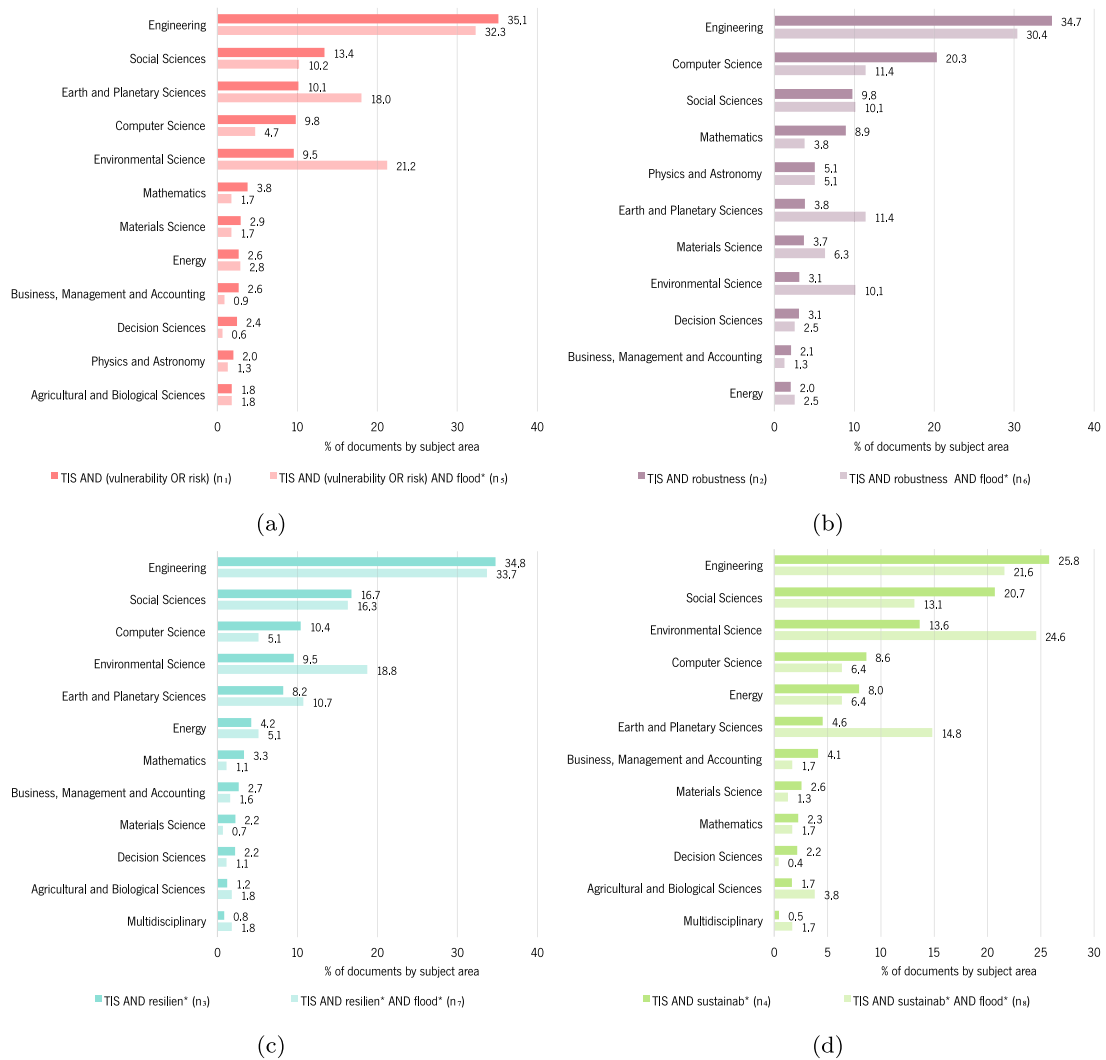 Engineering 35,1
32,3
Social Sciences 13,4
10,2
Earth and Planetary Sciences 10,1
18,0
Computer Science 9,8
4,7
Environmental Science 9,5
21,2
Mathematics 3,8
1,7
Materials Science 2,9
1,7
Energy 2,6
2,8
Business, Management and Accounting 2,6
0,9
Decision Sciences 2,4
0,6
Physics and Astronomy 2,0
1,3
Agricultural and Biological Sciences 1,8
1,8
0 10 20 30 40
% of documents by subject area
TIS AND (vulnerability OR risk) (n₁) TIS AND (vulnerability OR risk) AND flood* (n₅)
(a)
Engineering 34,7
30,4
Computer Science 20,3
11,4
Social Sciences 9,8
10,1
Mathematics 8,9
3,8
Physics and Astronomy 5,1
5,1
Earth and Planetary Sciences 3,8
11,4
Materials Science 3,7
6,3
Environmental Science 3,1
10,1
Decision Sciences 3,1
2,5
Business, Management and Accounting 2,1
1,3
Energy 2,0
2,5
0 10 20 30 40
% of documents by subject area
TIS AND robustness (n₂) TIS AND robustness AND flood* (n₆)
(b)
Engineering 34,8
33,7
Social Sciences 16,7
16,3
Computer Science 10,4
5,1
Environmental Science 9,5
18,8
Earth and Planetary Sciences 8,2
10,7
Energy 4,2
5,1
Mathematics 3,3
1,1
Business, Management and Accounting 2,7
1,6
Materials Science 2,2
0,7
Decision Sciences 2,2
1,1
Agricultural and Biological Sciences 1,2
1,8
Multidisciplinary 0,8
1,8
0 10 20 30 40
% of documents by subject area
TIS AND resilien* (n₃) TIS AND resilien* AND flood* (n₇)
(c)
Engineering 25,8
21,6
Social Sciences 20,7
13,1
Environmental Science 13,6
24,6
Computer Science 8,6
6,4
Energy 8,0
6,4
Earth and Planetary Sciences 4,6
14,8
Business, Management and Accounting 4,1
1,7
Materials Science 2,6
1,3
Mathematics 2,3
1,7
Decision Sciences 2,2
0,4
Agricultural and Biological Sciences 1,7
3,8
Multidisciplinary 0,5
1,7
0 5 10 15 20 25 30
% of documents by subject area
TIS AND sustainab* (n₄) TIS AND sustainab* AND flood* (n₈)
(d)